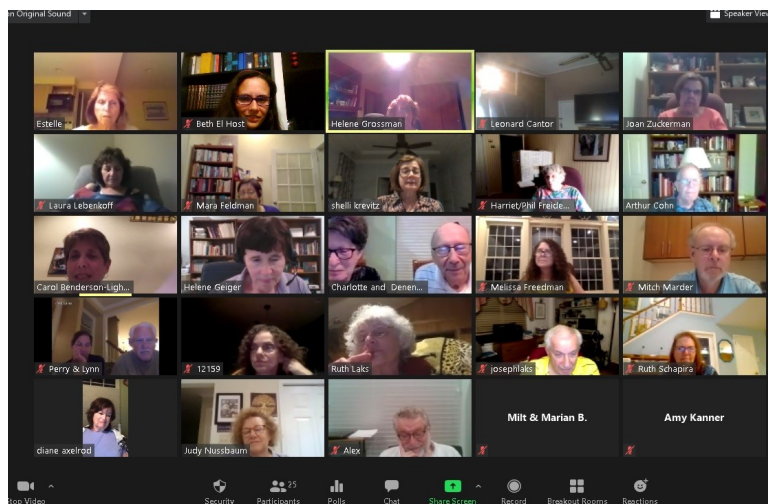 n Original Sound
Speaker View
Estelle
Beth El Host
Helene Grossman
Leonard Cantor
Joan Zuckerman
Laura Lebenkoff
Mara Feldman
shelli krevitz
Harriet/Phil Freide...
Arthur Cohn
Carol Benderson-Ligh...
Helene Geiger
Charlotte and Denen...
Melissa Freedman
Mitch Marder
Perry & Lynn
12159
Ruth Laks
josephlaks
Ruth Schapira
diane axelrod
Judy Nussbaum
Alex
Milt & Marian B.
Amy Kanner
Stop Video
Security
Participants
25
Polls
Chat
Share Screen
Record
Breakout Rooms
Reactions